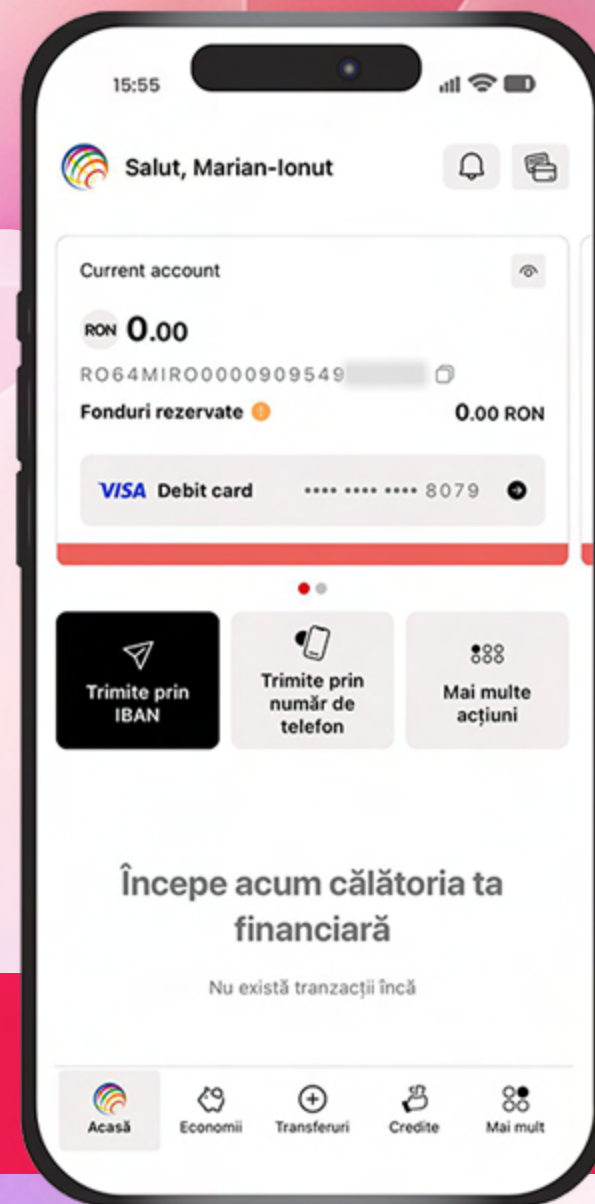 15:55
Salut, Marian-Ionut
Current account
RON 0.00
RO64MIRO0000909549
Fonduri rezervate
0.00 RON
VISA Debit card •••• •••• •••• 8079
Trimite prin
IBAN
Trimite prin
număr de
telefon
Mai multe
acțiuni
Începe acum călătoria ta
financiară
Nu există tranzacții încă
Acasă
Economii
Transferuri
Credite
Mai mult